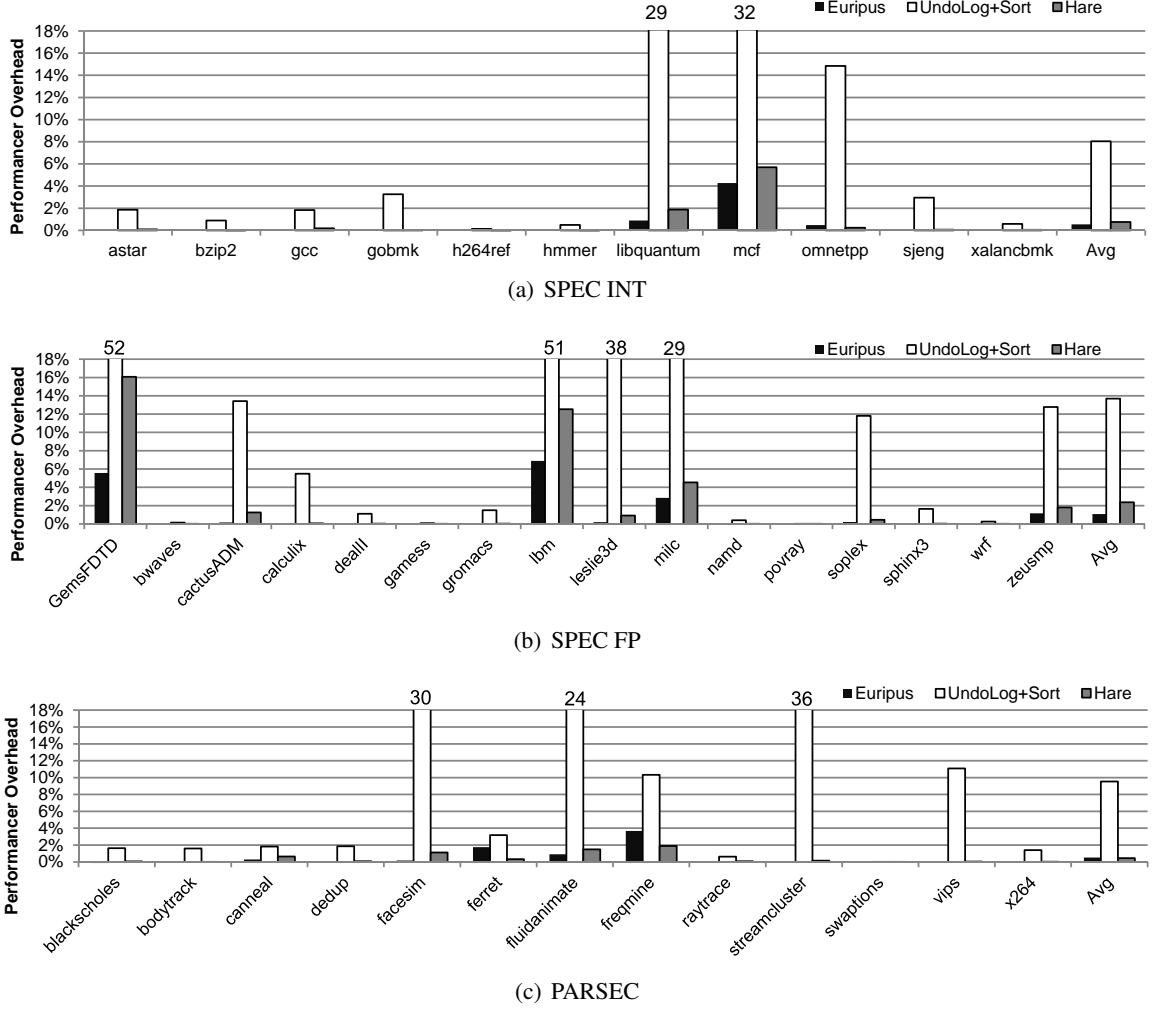 29 32 Euripus UndoLog+Sort Hare
Performancer Overhead
18%
16%
14%
12%
10%
8%
6%
4%
2%
0%
astar bzip2 gcc gobmk h264ref hmmer libquantum mcf omnetpp sjeng xalancbmk Avg
(a) SPEC INT
52 51 38 29 Euripus UndoLog+Sort Hare
Performancer Overhead
18%
16%
14%
12%
10%
8%
6%
4%
2%
0%
GemsFDTD bwaves cactusADM calculix dealII gamess gromacs lbm leslie3d milc namd povray soplex sphinx3 wrf zeusmp Avg
(b) SPEC FP
30 24 36 Euripus UndoLog+Sort Hare
Performancer Overhead
18%
16%
14%
12%
10%
8%
6%
4%
2%
0%
blackscholes bodytrack canneal dedup facesim ferret fluidanimate freqmine raytrace streamcluster swaptions vips x264 Avg
(c) PARSEC